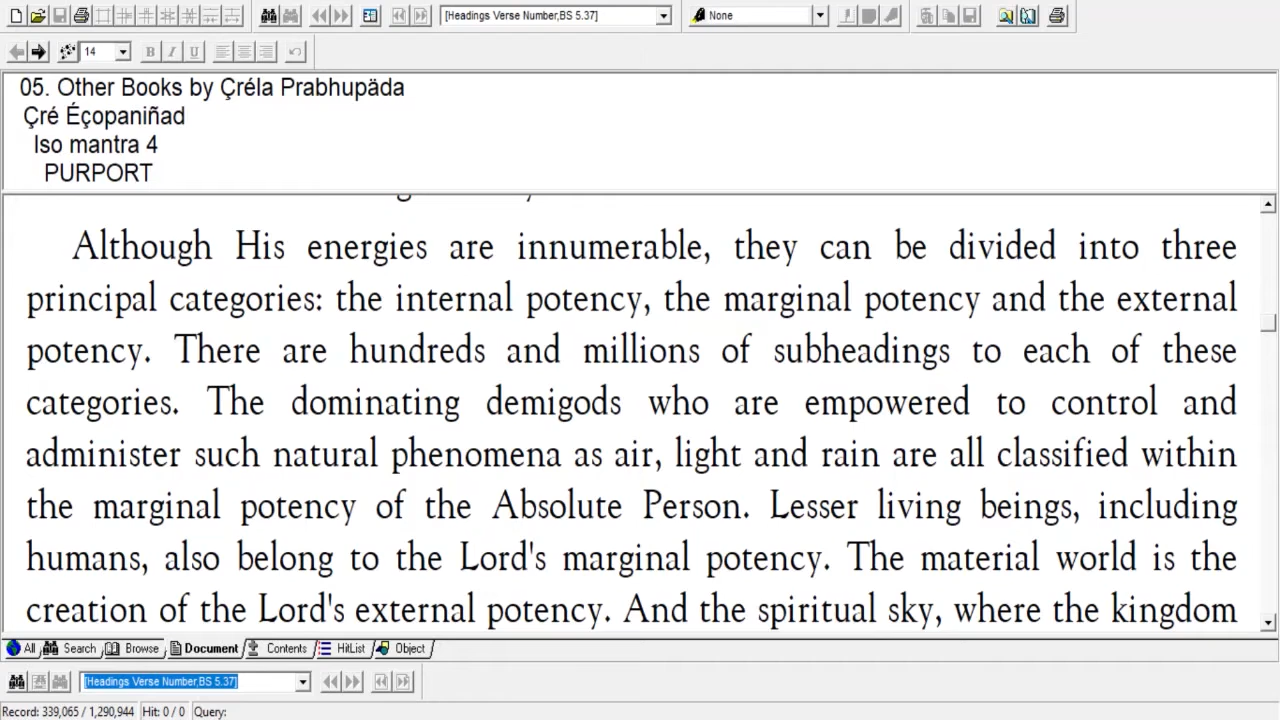 [Headings Verse Number,BS 5.37]
None
14
B I U
05. Other Books by Çréla Prabhupäda
Çré Éçopaniñad
Iso mantra 4
PURPORT
Although His energies are innumerable, they can be divided into three
principal categories: the internal potency, the marginal potency and the external
potency. There are hundreds and millions of subheadings to each of these
categories. The dominating demigods who are empowered to control and
administer such natural phenomena as air, light and rain are all classified within
the marginal potency of the Absolute Person. Lesser living beings, including
humans, also belong to the Lord's marginal potency. The material world is the
creation of the Lord's external potency. And the spiritual sky, where the kingdom
All Search Browse Document Contents HitList Object
[Headings Verse Number,BS 5.37]
Record: 339,065 / 1,290,944 Hit: 0 / 0 Query: